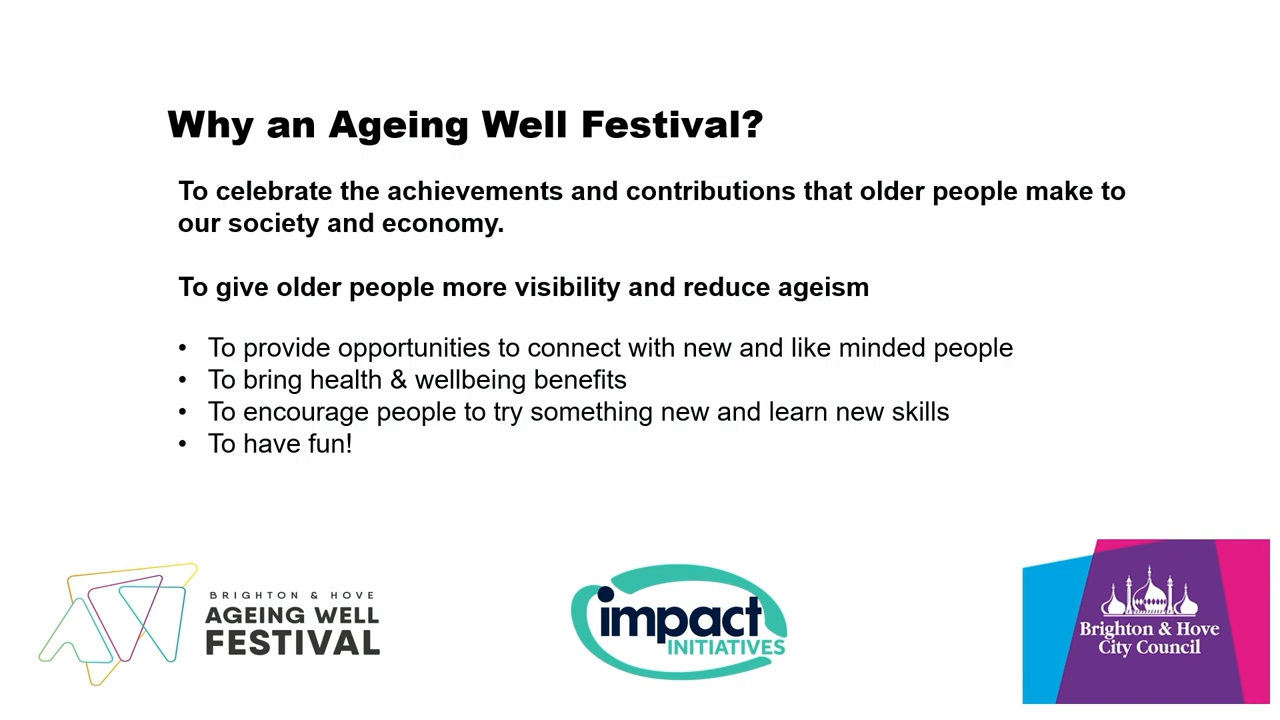 Why an Ageing Well Festival?
To celebrate the achievements and contributions that older people make to
our society and economy.
To give older people more visibility and reduce ageism
• To provide opportunities to connect with new and like minded people
• To bring health & wellbeing benefits
• To encourage people to try something new and learn new skills
• To have fun!
BRIGHTON & HOVE
AGEING WELL
FESTIVAL
impact
INITIATIVES
Brighton & Hove
City Council